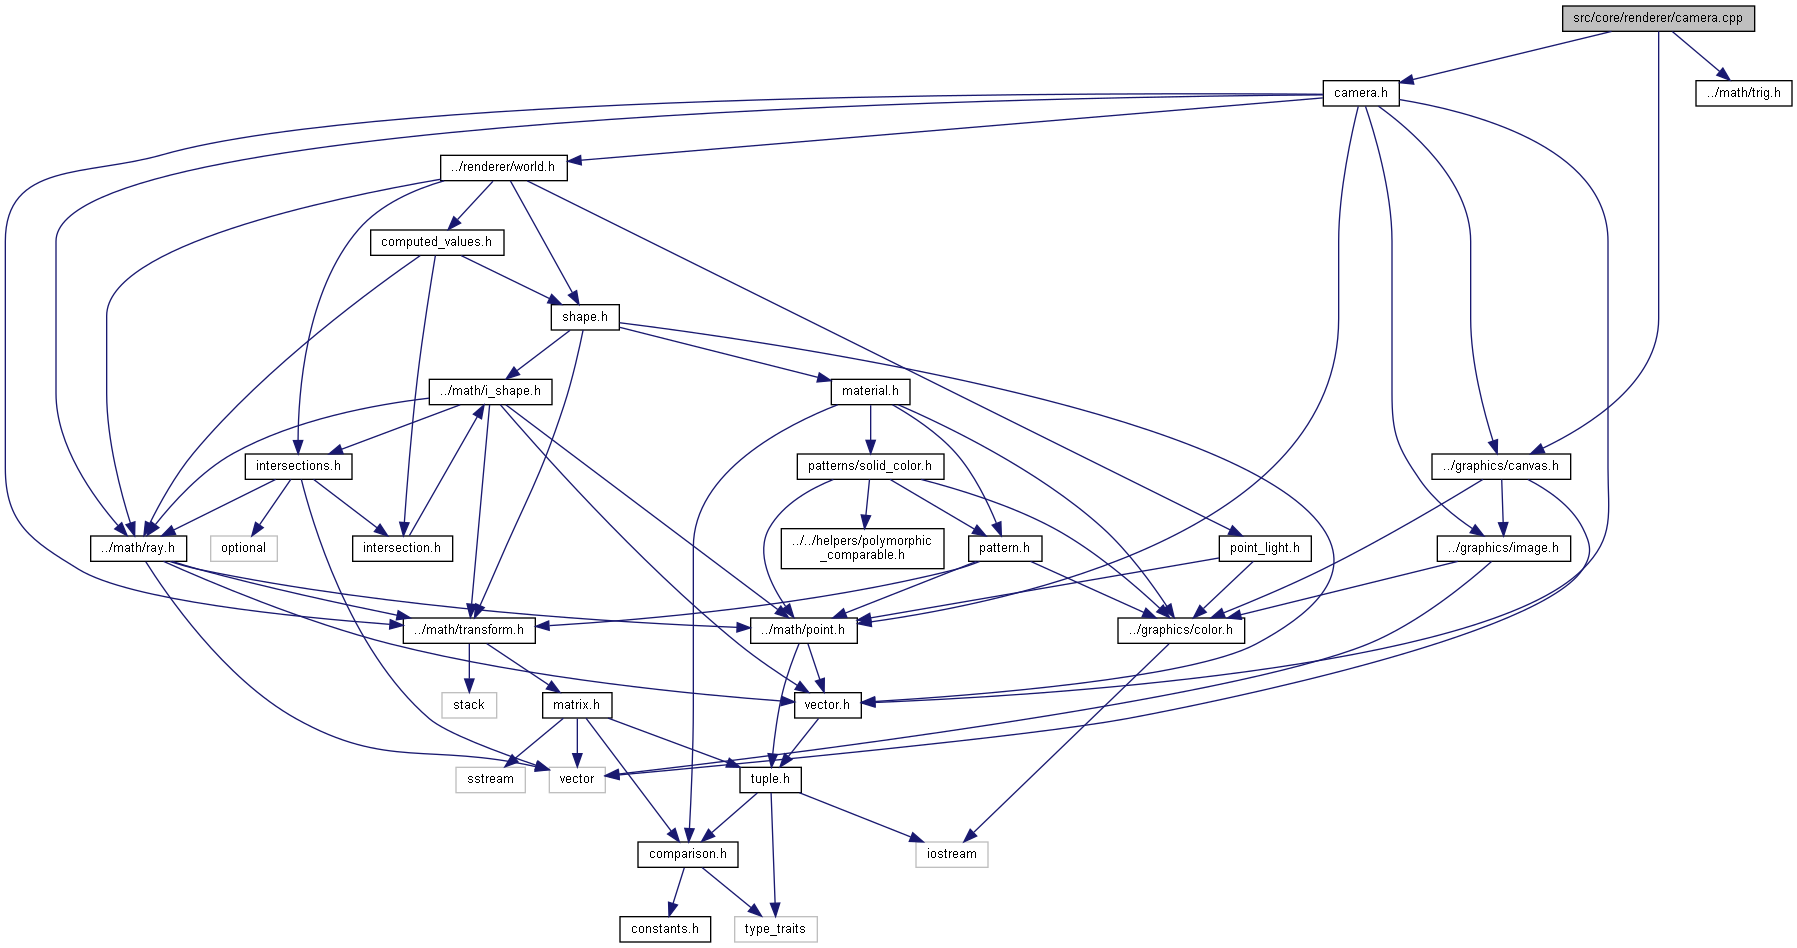 src/core/renderer/camera.cpp
camera.h
../math/trig.h
../renderer/world.h
computed_values.h
shape.h
../math/i_shape.h
material.h
intersections.h
patterns/solid_color.h
../graphics/canvas.h
../math/ray.h
optional
intersection.h
../../helpers/polymorphic
_comparable.h
pattern.h
point_light.h
../graphics/image.h
../math/transform.h
../math/point.h
../graphics/color.h
stack
matrix.h
vector.h
sstream
vector
tuple.h
comparison.h
iostream
constants.h
type_traits